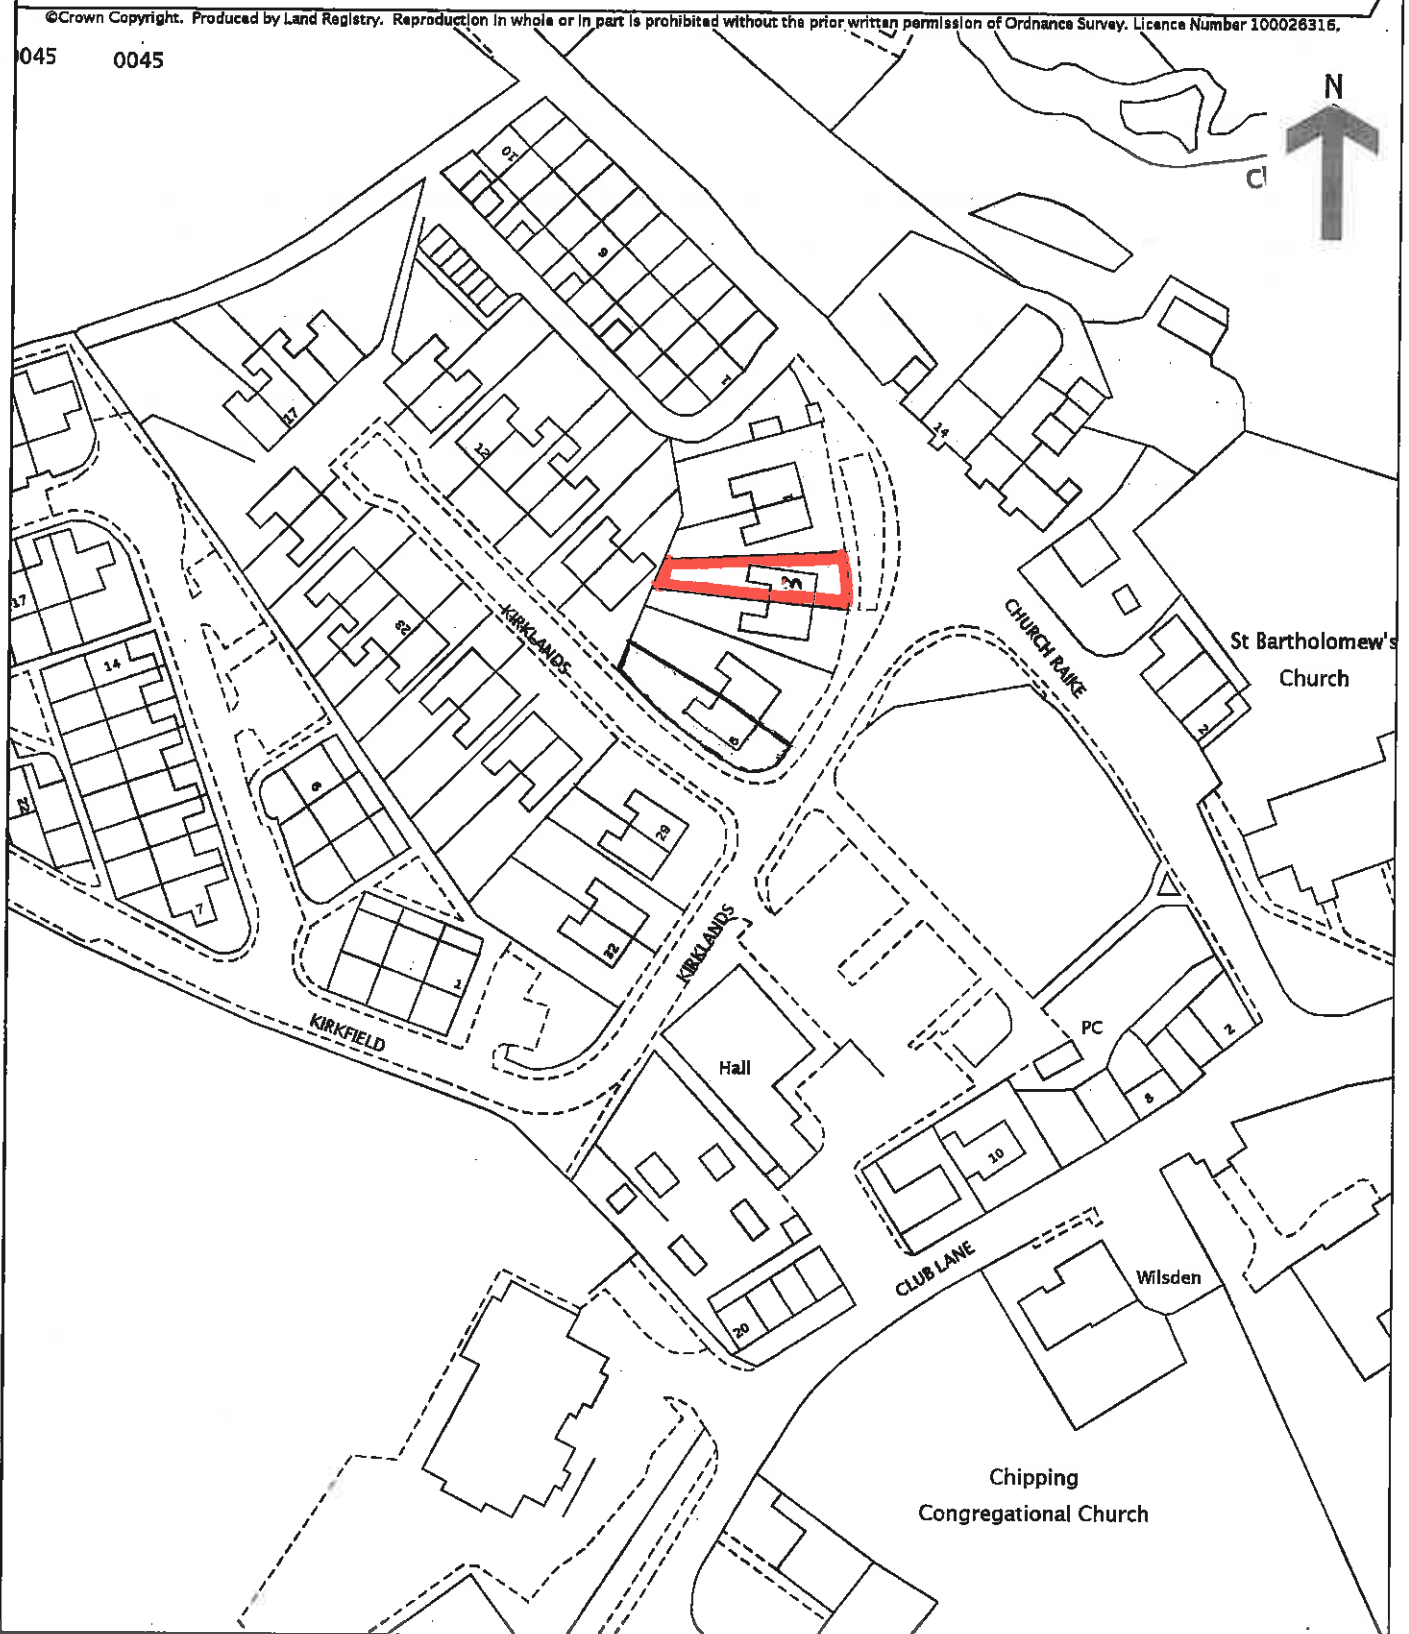 ©Crown Copyright. Produced by Land Registry. Reproduction in whole or in part is prohibited without the prior written permission of Ordnance Survey. Licence Number 100026316.
0045
0045
N
10
9
1
17
12
14
1
3
KIRKLANDS
CHURCH RAIKE
St Bartholomew's
Church
17
23
14
2
8
22
9
29
7
32
KIRKLANDS
1
KIRKFIELD
PC
2
Hall
8
10
CLUB LANE
Wilsden
20
Chipping
Congregational Church